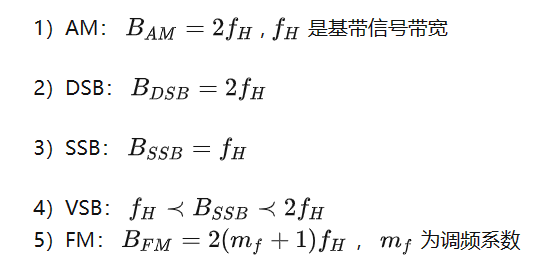 1）AM： $B_{AM} = 2f_H$ , $f_H$ 是基带信号带宽
2）DSB： $B_{DSB} = 2f_H$
3）SSB： $B_{SSB} = f_H$
4）VSB： $f_H \prec B_{SSB} \prec 2f_H$
5）FM： $B_{FM} = 2(m_f + 1)f_H$ ， $m_f$ 为调频系数